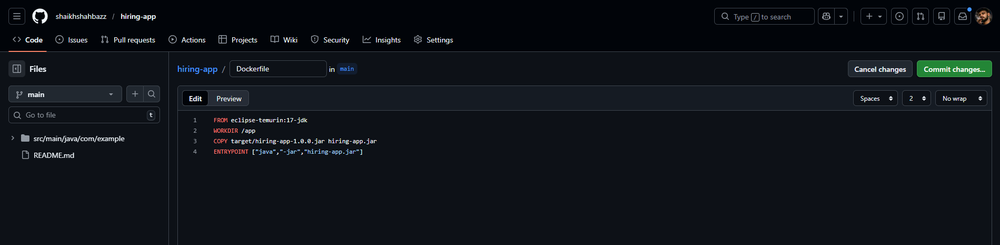 shaikhshahbazz / hiring-app
Type / to search
Code Issues Pull requests Actions Projects Wiki Security Insights Settings
Files
hiring-app / Dockerfile in main
Cancel changes Commit changes...
main
Go to file t
src/main/java/com/example
README.md
Edit Preview
Spaces 2 No wrap
1 FROM eclipse-temurin:17-jdk
2 WORKDIR /app
3 COPY target/hiring-app-1.0.0.jar hiring-app.jar
4 ENTRYPOINT ["java","-jar","hiring-app.jar"]